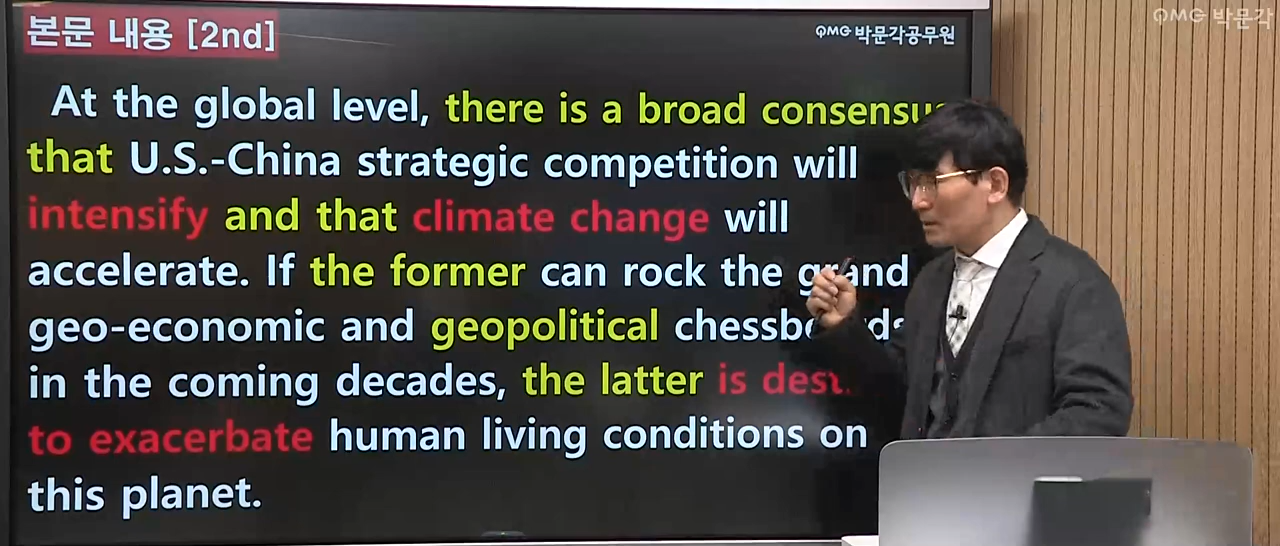 본문 내용 [2nd]
QMG 박문각공무원
QMG 박문각
At the global level, there is a broad
that U.S.-China strategic competition will
intensify and that climate change will
accelerate. If the former can rock the grand
geo-economic and geopolitical
in the coming decades, the latter is
to exacerbate human living conditions on
this planet.